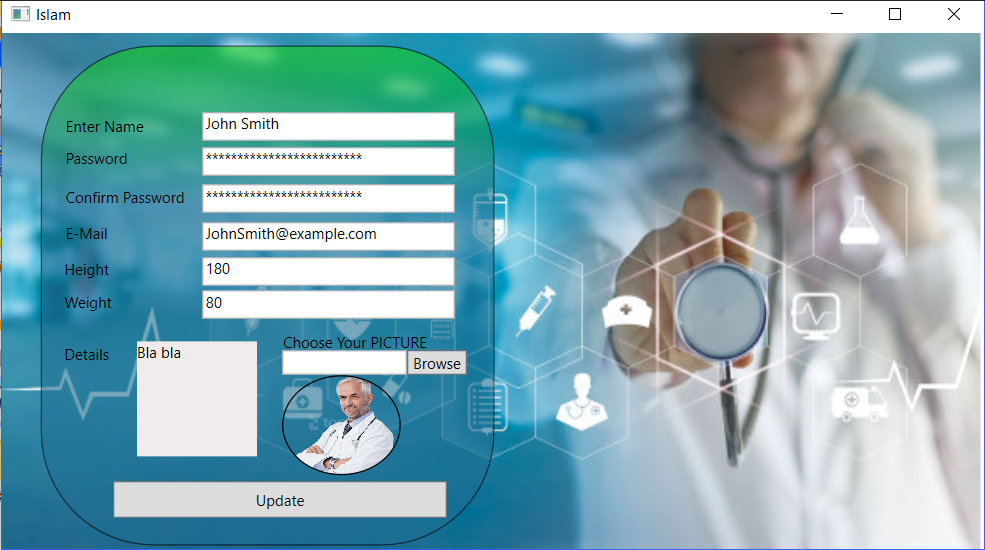 Islam
Enter Name John Smith
Password *************************
Confirm Password *************************
E-Mail JohnSmith@example.com
Height 180
Weight 80
Details Bla bla
Choose Your PICTURE
Browse
Update